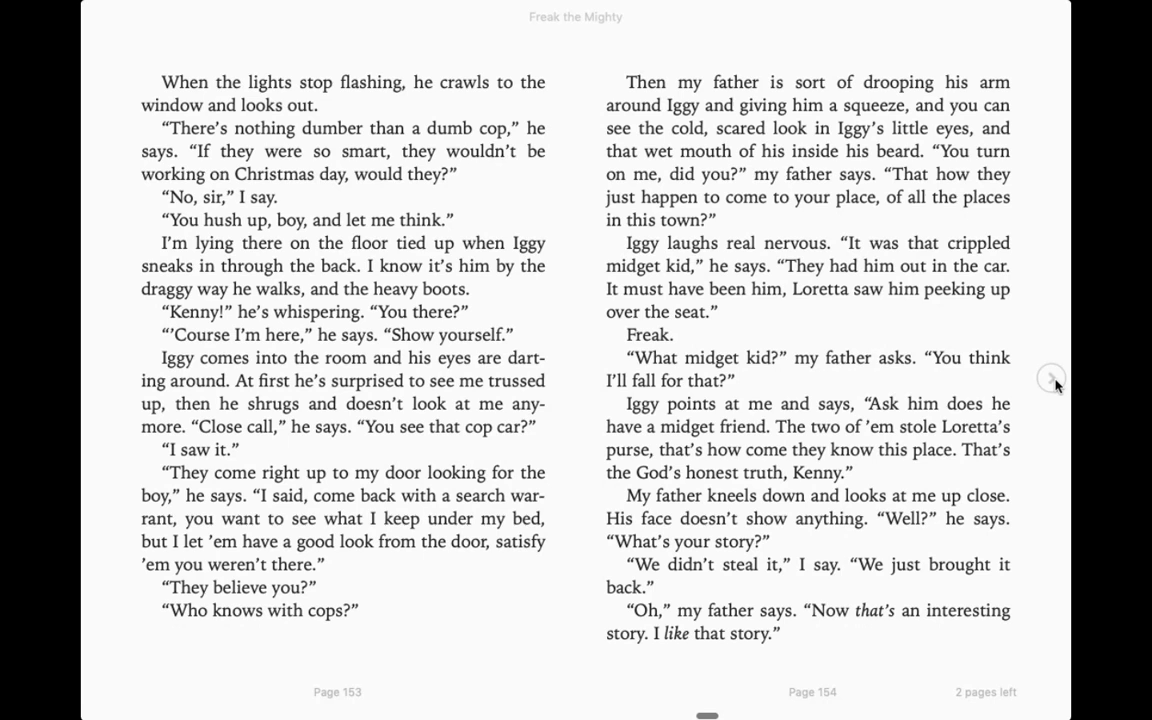 Freak the Mighty
When the lights stop flashing, he crawls to the
window and looks out.
“There’s nothing dumber than a dumb cop,” he
says. “If they were so smart, they wouldn’t be
working on Christmas day, would they?”
“No, sir,” I say.
“You hush up, boy, and let me think.”
I’m lying there on the floor tied up when Iggy
sneaks in through the back. I know it’s him by the
draggy way he walks, and the heavy boots.
“Kenny!” he’s whispering. “You there?”
“’Course I’m here,” he says. “Show yourself.”
Iggy comes into the room and his eyes are dart-
ing around. At first he’s surprised to see me trussed
up, then he shrugs and doesn’t look at me any-
more. “Close call,” he says. “You see that cop car?”
“I saw it.”
“They come right up to my door looking for the
boy,” he says. “I said, come back with a search war-
rant, you want to see what I keep under my bed,
but I let ’em have a good look from the door, satisfy
’em you weren’t there.”
“They believe you?”
“Who knows with cops?”
Page 153
Then my father is sort of drooping his arm
around Iggy and giving him a squeeze, and you can
see the cold, scared look in Iggy’s little eyes, and
that wet mouth of his inside his beard. “You turn
on me, did you?” my father says. “That how they
just happen to come to your place, of all the places
in this town?”
Iggy laughs real nervous. “It was that crippled
midget kid,” he says. “They had him out in the car.
It must have been him, Loretta saw him peeking up
over the seat.”
Freak.
“What midget kid?” my father asks. “You think
I’ll fall for that?”
Iggy points at me and says, “Ask him does he
have a midget friend. The two of ’em stole Loretta’s
purse, that’s how come they know this place. That’s
the God’s honest truth, Kenny.”
My father kneels down and looks at me up close.
His face doesn’t show anything. “Well?” he says.
“What’s your story?”
“We didn’t steal it,” I say. “We just brought it
back.”
“Oh,” my father says. “Now that’s an interesting
story. I like that story.”
Page 154
2 pages left